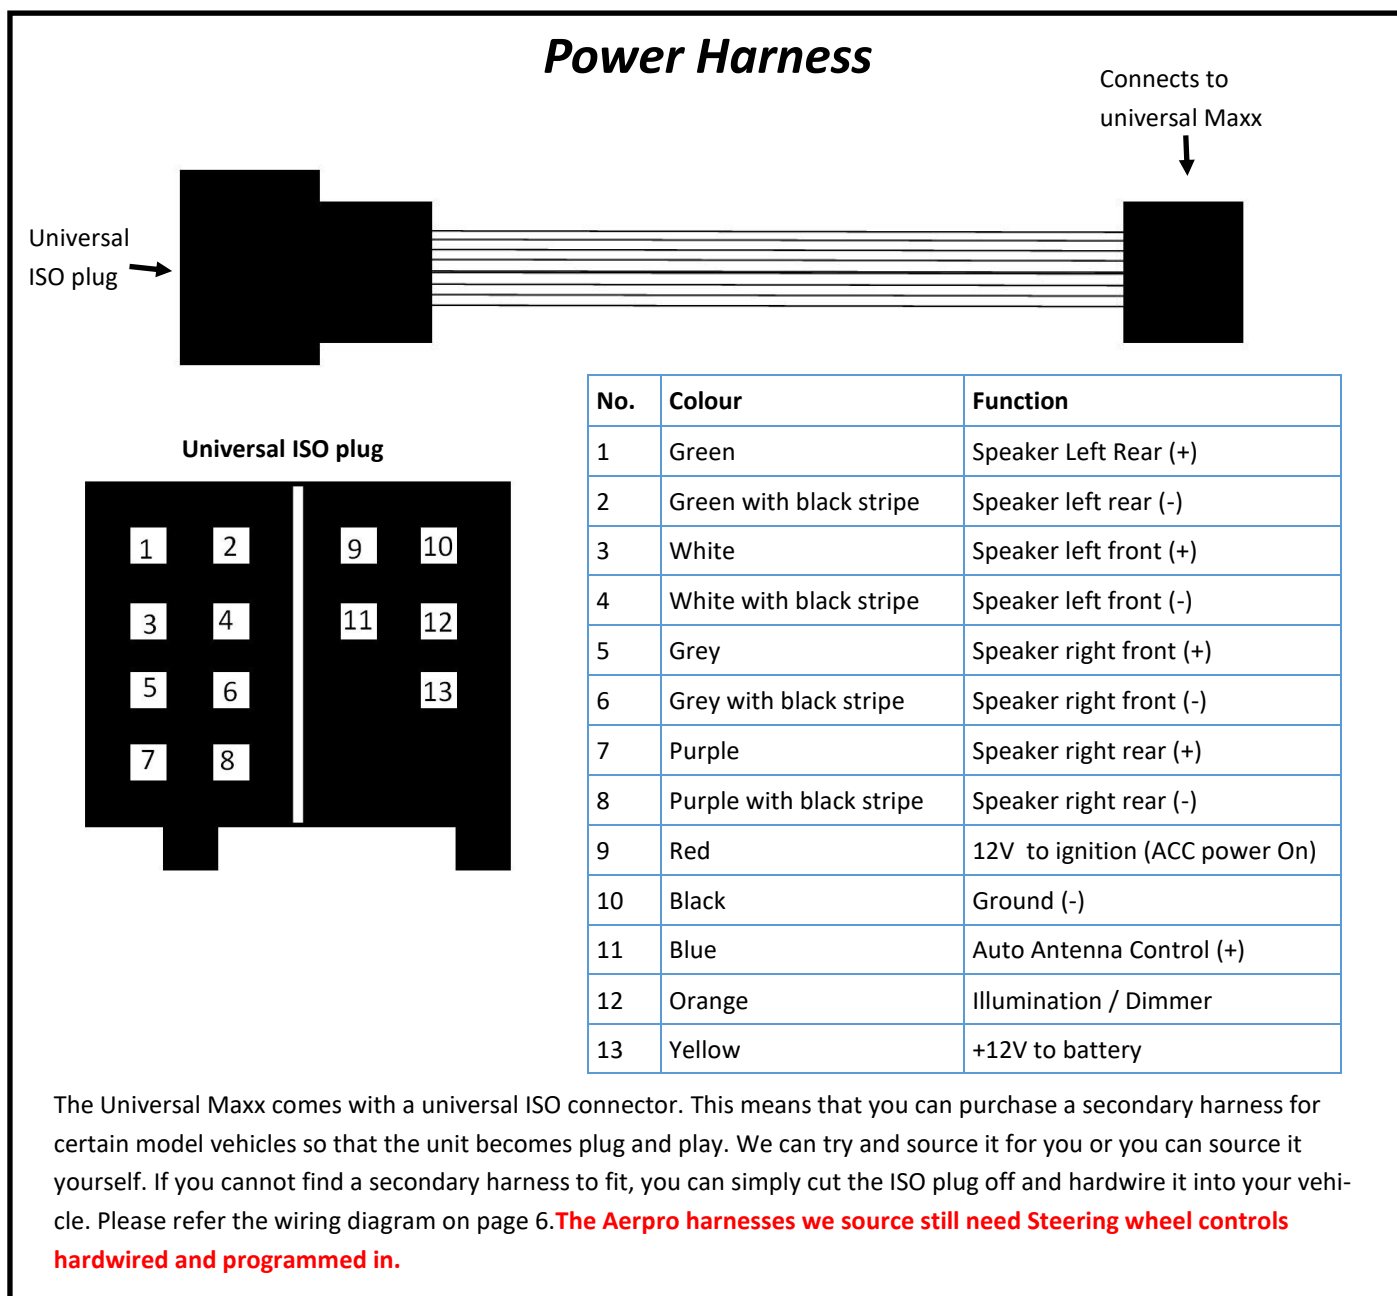 Power Harness
Connects to
universal Maxx
Universal
ISO plug
Universal ISO plug
1 2 9 10
3 4 11 12
5 6 13
7 8
No. Colour Function
1 Green Speaker Left Rear (+)
2 Green with black stripe Speaker left rear (-)
3 White Speaker left front (+)
4 White with black stripe Speaker left front (-)
5 Grey Speaker right front (+)
6 Grey with black stripe Speaker right front (-)
7 Purple Speaker right rear (+)
8 Purple with black stripe Speaker right rear (-)
9 Red 12V  to ignition (ACC power On)
10 Black Ground (-)
11 Blue Auto Antenna Control (+)
12 Orange Illumination / Dimmer
13 Yellow +12V to battery
The Universal Maxx comes with a universal ISO connector. This means that you can purchase a secondary harness for
certain model vehicles so that the unit becomes plug and play. We can try and source it for you or you can source it
yourself. If you cannot find a secondary harness to fit, you can simply cut the ISO plug off and hardwire it into your vehi-
cle. Please refer the wiring diagram on page 6.The Aerpro harnesses we source still need Steering wheel controls
hardwired and programmed in.